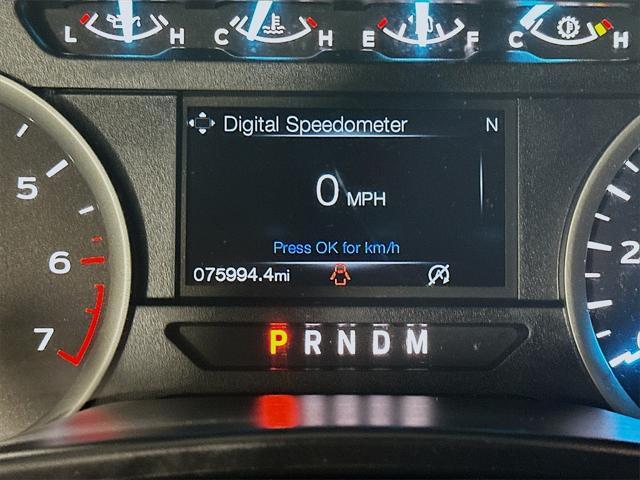 L H C H E F C H
Digital Speedometer N
5
0 MPH
6
Press OK for km/h
075994.4mi
7
P R N D M
2